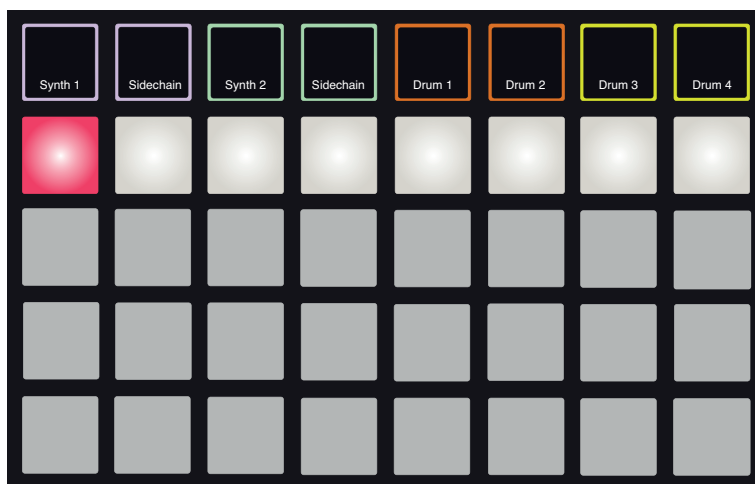 Synth 1
Sidechain
Synth 2
Sidechain
Drum 1
Drum 2
Drum 3
Drum 4